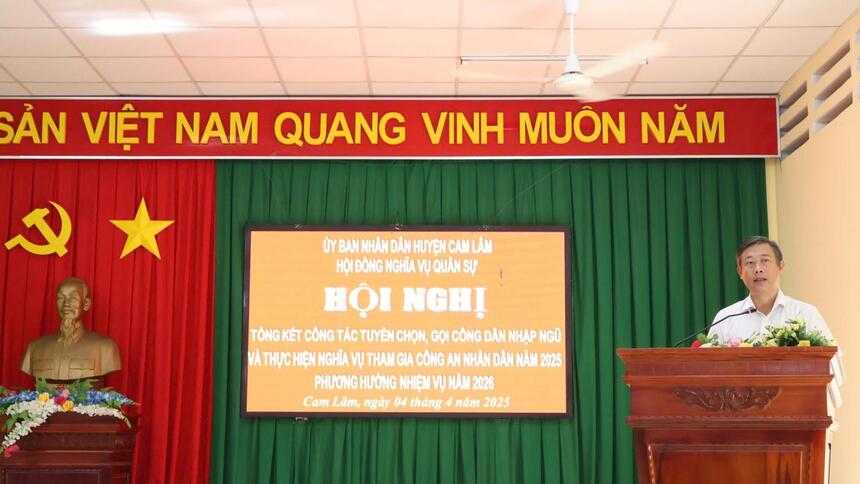 SẢN VIỆT NAM QUANG VINH MUÔN NĂM
ỦY BAN NHÂN DÂN HUYỆN CAM LÂM
HỘI ĐỒNG NGHĨA VỤ QUÂN SỰ
HỘI NGHỊ
TỔNG KẾT CÔNG TÁC TUYỂN CHỌN, GỌI CÔNG DÂN NHẬP NGŨ
VÀ THỰC HIỆN NGHĨA VỤ THAM GIA CÔNG AN NHÂN DÂN NĂM 2025
PHƯƠNG HƯỚNG NHIỆM VỤ NĂM 2026
Cam Lâm, ngày 04 tháng 4 năm 2025